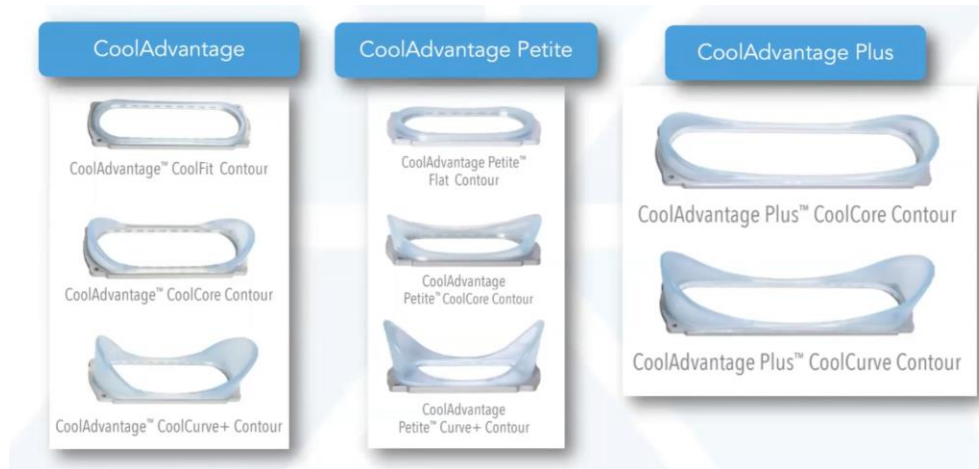 CoolAdvantage
CoolAdvantage™ CoolFit Contour
CoolAdvantage™ CoolCore Contour
CoolAdvantage™ CoolCurve+ Contour
CoolAdvantage Petite
CoolAdvantage Petite™
Flat Contour
CoolAdvantage
Petite™ CoolCore Contour
CoolAdvantage
Petite™ Curve+ Contour
CoolAdvantage Plus
CoolAdvantage Plus™ CoolCore Contour
CoolAdvantage Plus™ CoolCurve Contour